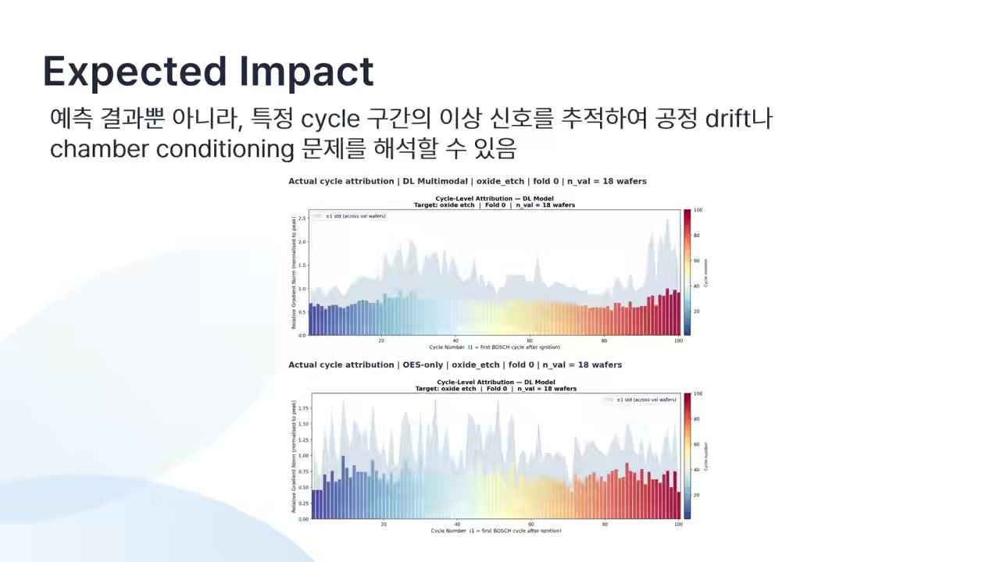 Expected Impact
예측 결과뿐 아니라, 특정 cycle 구간의 이상 신호를 추적하여 공정 drift나
chamber conditioning 문제를 해석할 수 있음
Actual cycle attribution | DL Multimodal | oxide_etch | fold 0 | n_val = 18 wafers
Cycle-Level Attribution — DL Model
Target: oxide etch | Fold 0 | n_val = 18 wafers
±1 std (across val wafers)
Relative Gradient Norm (normalised to peak)
2.5
2.0
1.5
1.0
0.5
0.0
20
40
60
80
100
Cycle Number (1 = first BOSCH cycle after ignition)
100
80
60
40
20
Cycle number
Actual cycle attribution | OES-only | oxide_etch | fold 0 | n_val = 18 wafers
Cycle-Level Attribution — DL Model
Target: oxide etch | Fold 0 | n_val = 18 wafers
±1 std (across val wafers)
Relative Gradient Norm (normalised to peak)
1.75
1.50
1.25
1.00
0.75
0.50
0.25
0.00
20
40
60
80
100
Cycle Number (1 = first BOSCH cycle after ignition)
100
80
60
40
20
Cycle number